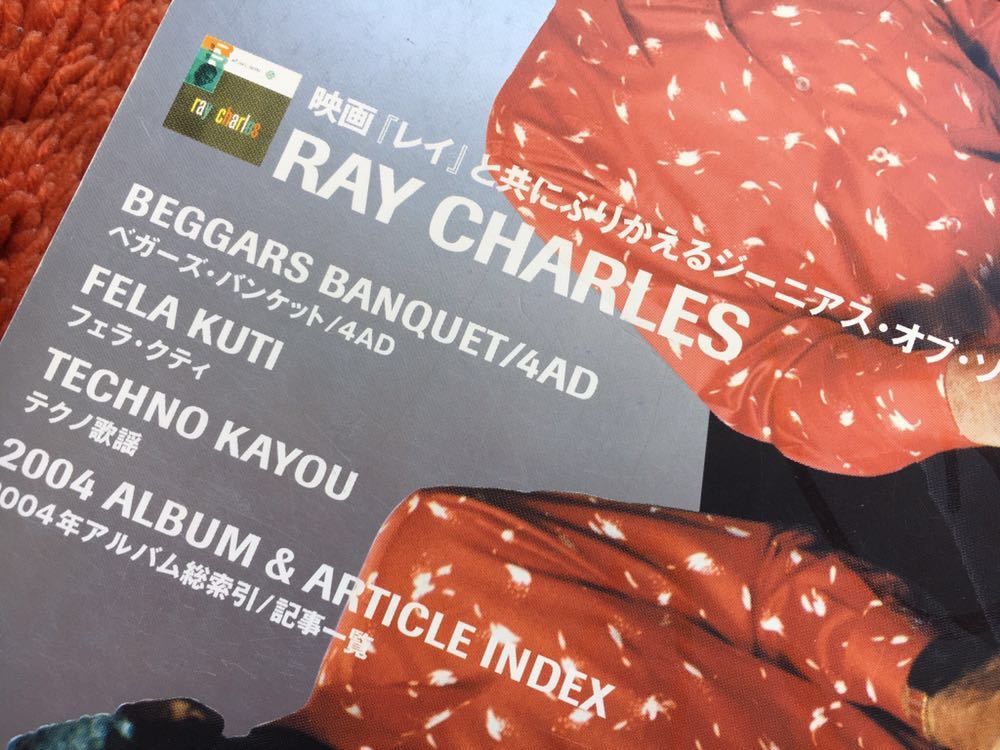 ray charles
映画『レイ』と共にふりかえるジーニアス・オブ・ソ
RAY CHARLES
BEGGARS BANQUET/4AD
ベガーズ・バンケット/4AD
FELA KUTI
フェラ・クティ
TECHNO KAYOU
テクノ歌謡
2004 ALBUM & ARTICLE INDEX
2004年アルバム総索引/記事一覧